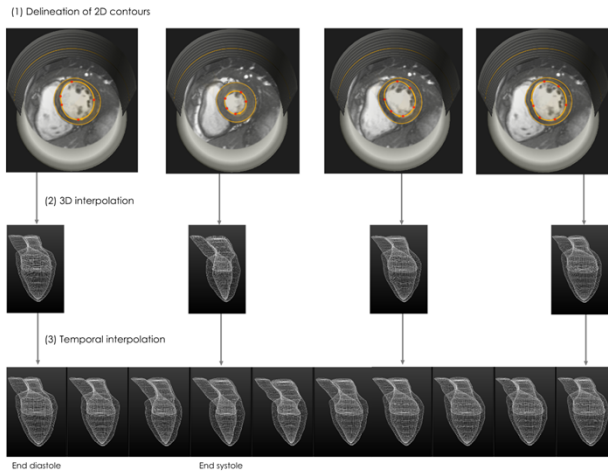 (1) Delineation of 2D contours
(2) 3D interpolation
(3) Temporal interpolation
End diastole
End systole